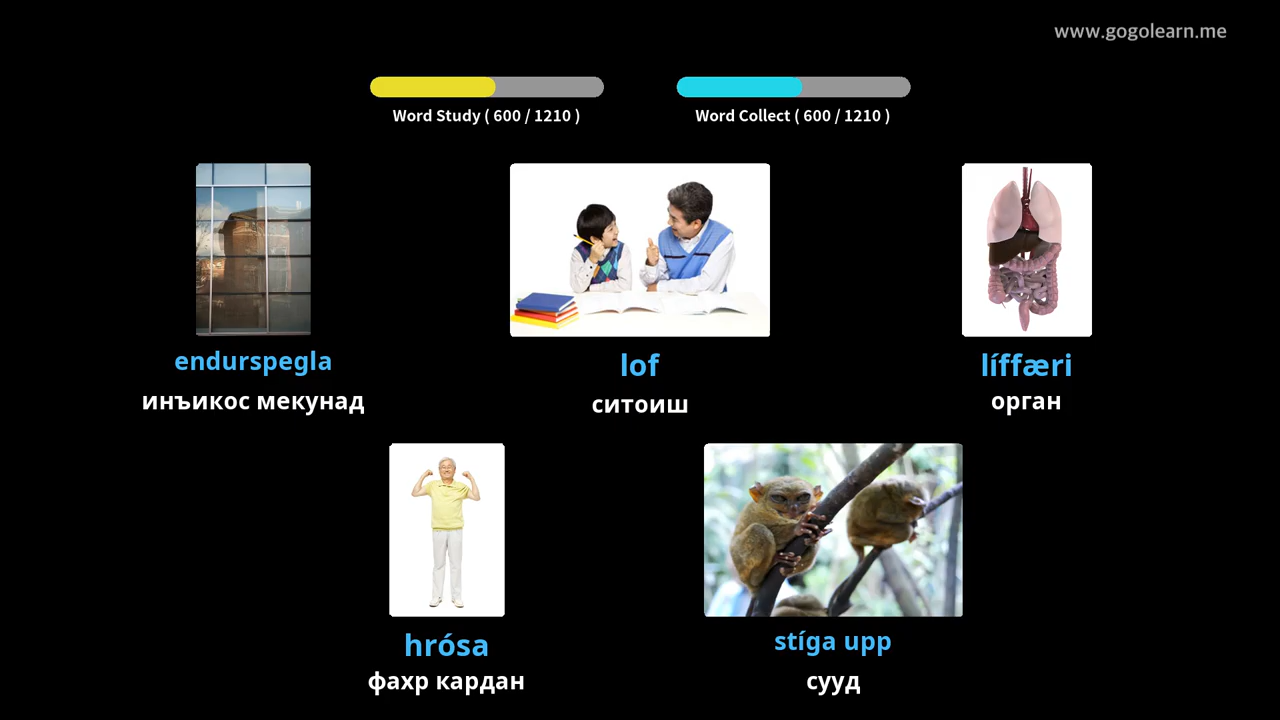 www.gogolearn.me
Word Study ( 600 / 1210 )
Word Collect ( 600 / 1210 )
endurspegla
инъикос мекунад
lof
ситоиш
líffæri
орган
hrósa
фахр кардан
stíga upp
сууд